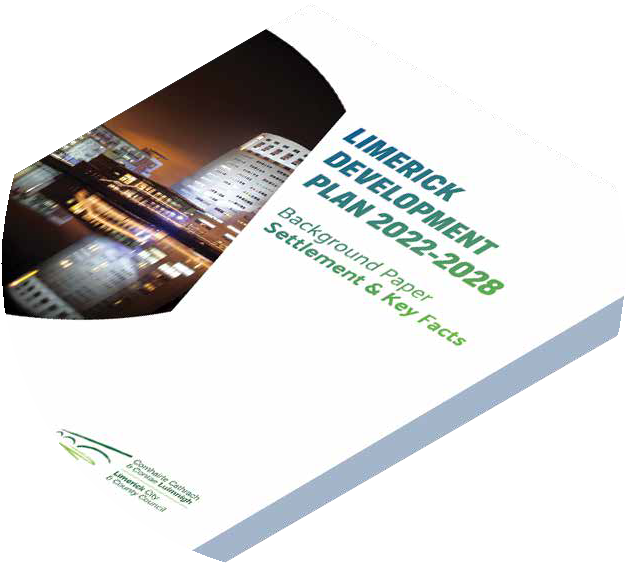 LIMERICK
DEVELOPMENT
PLAN 2022-2028
Background Paper
Settlement & Key Facts
Comhairle Cathrach
& Contae Luimnigh
Limerick City
& County Council